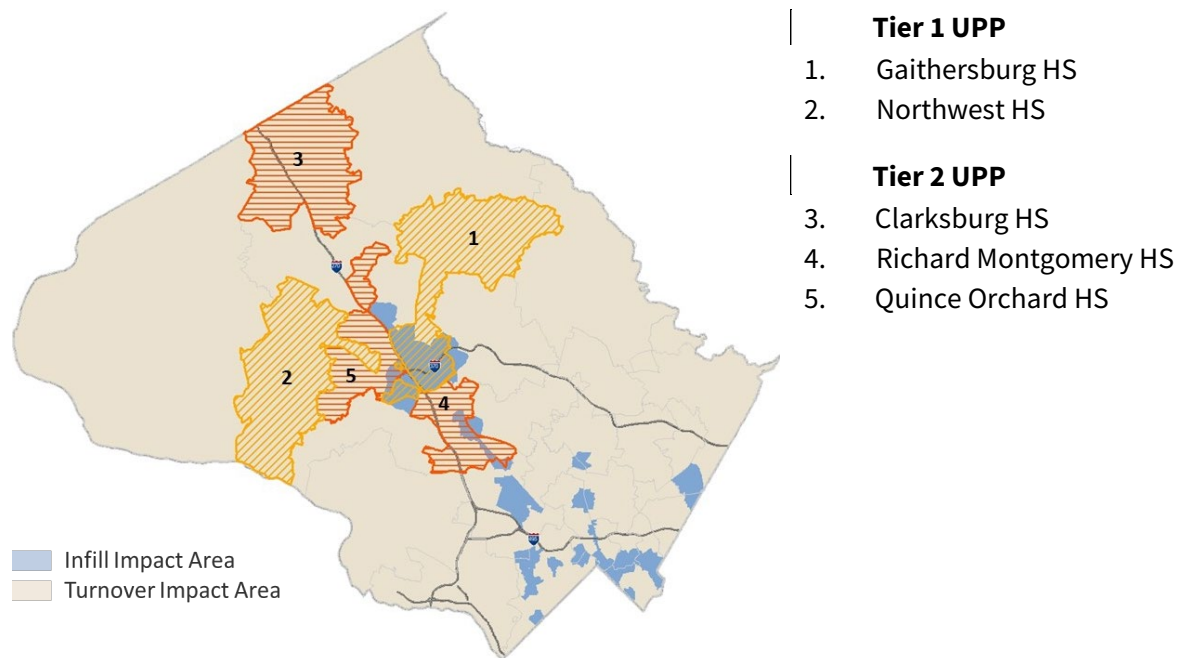 Tier 1 UPP
1. Gaithersburg HS
2. Northwest HS
Tier 2 UPP
3. Clarksburg HS
4. Richard Montgomery HS
5. Quince Orchard HS
3
1
2
5
4
Infill Impact Area
Turnover Impact Area